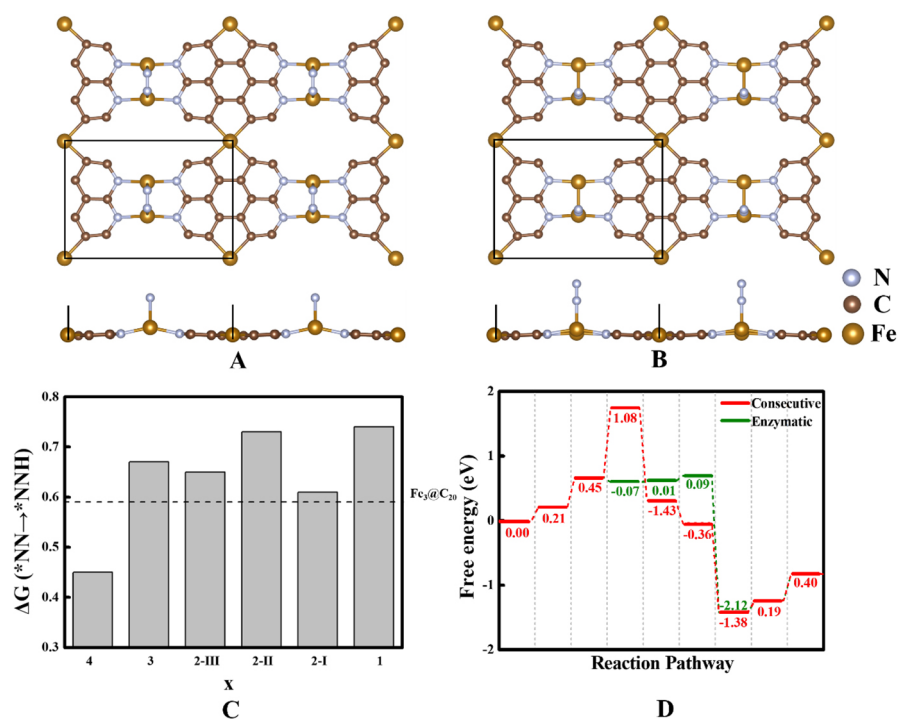 N
C
Fe
A
B
0.8
0.7
0.6
0.5
0.4
0.3
ΔG (*NN→*NNH)
Fe₃@C₂₀
4 3 2-III 2-II 2-I 1
x
C
2
1
0
-1
-2
Free energy (eV)
Consecutive
Enzymatic
0.00
0.21
0.45
1.08
-0.07
0.01
0.09
-1.43
-0.36
-2.12
-1.38
0.19
0.40
Reaction Pathway
D